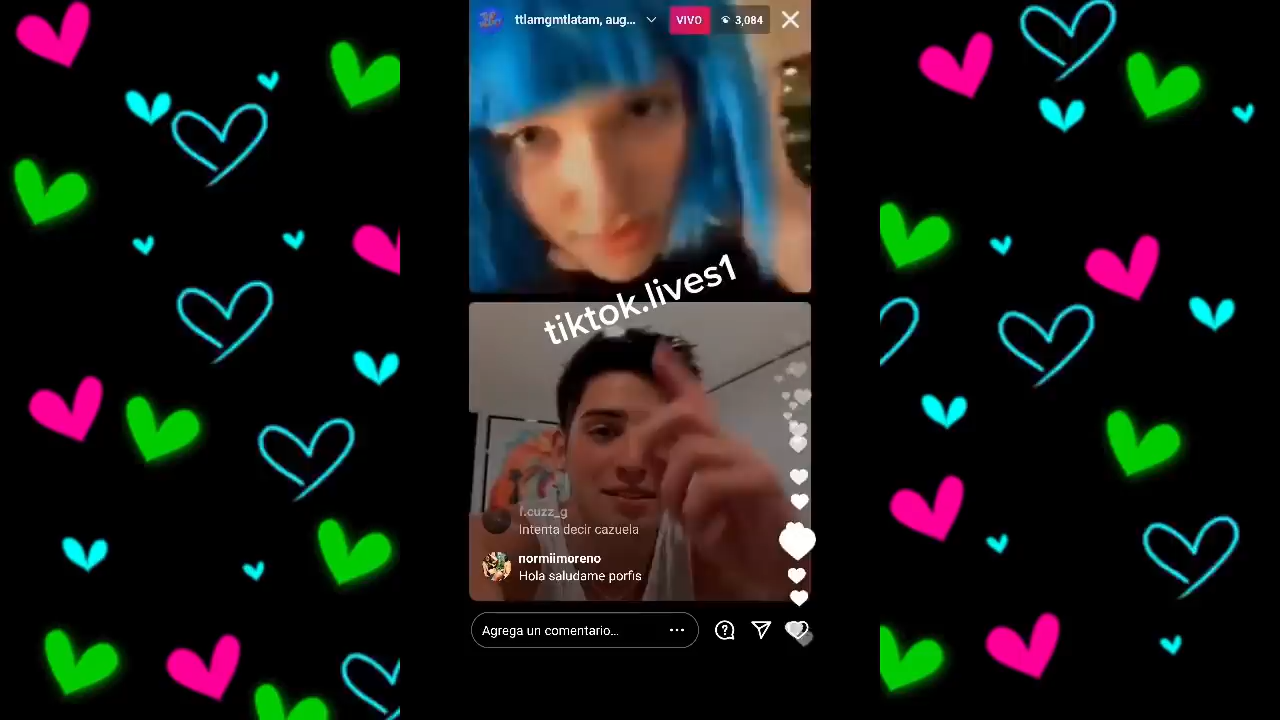 ttlamgmtlatam, aug...
VIVO
3,084
tiktok.lives1
f.cuzz_g
Intenta decir cazuela
normiimoreno
Hola saludame porfis
Agrega un comentario...